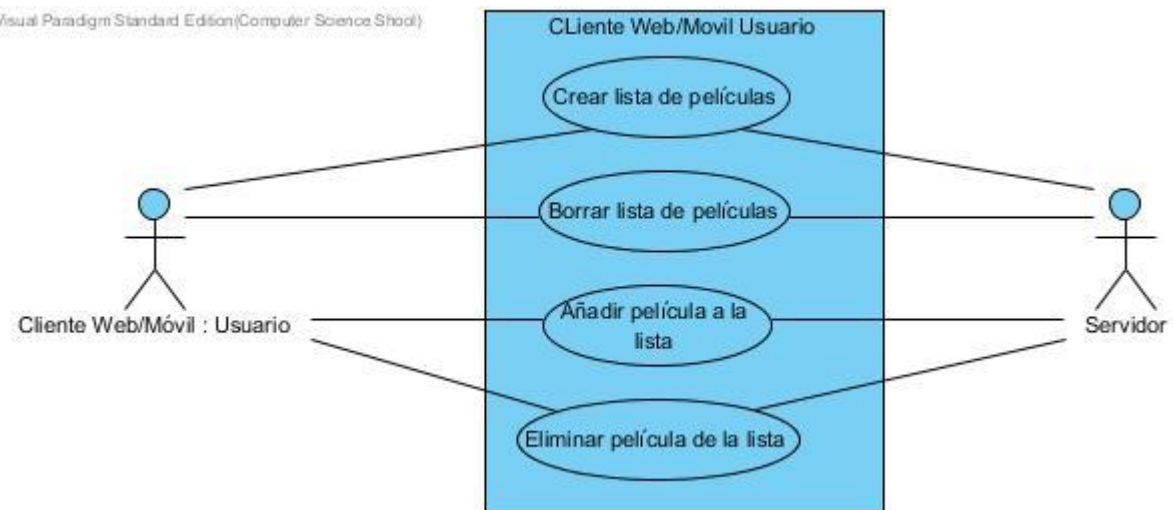 Visual Paradigm Standard Edition(Computer Science Shool)
CLiente Web/Movil Usuario
Crear lista de películas
Borrar lista de películas
Añadir película a la
lista
Eliminar película de la lista
Cliente Web/Móvil : Usuario
Servidor